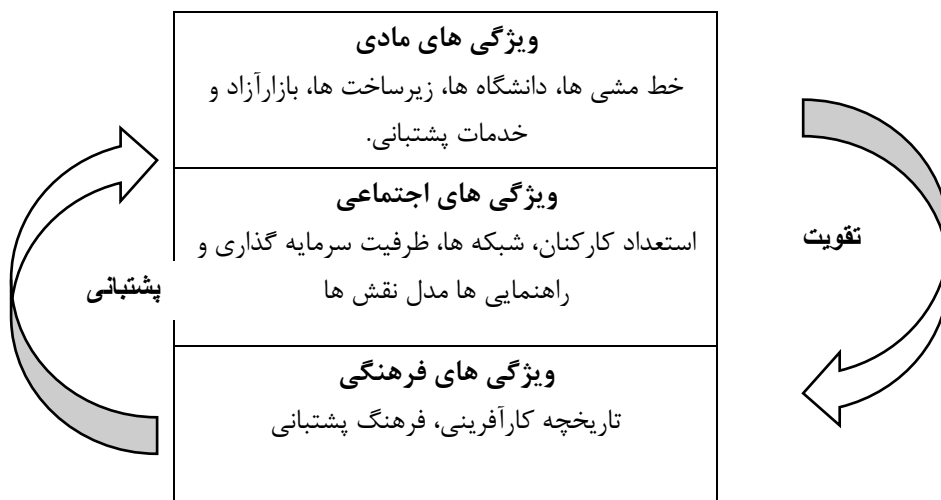 ویژگی های مادی
خط مشی ها، دانشگاه ها، زیرساخت ها، بازارآزاد و
خدمات پشتبانی.
ویژگی های اجتماعی
استعداد کارکنان، شبکه ها، ظرفیت سرمایه گذاری و
راهنمایی ها مدل نقش ها
ویژگی های فرهنگی
تاریخچه کارآفرینی، فرهنگ پشتبانی
تقویت
پشتبانی